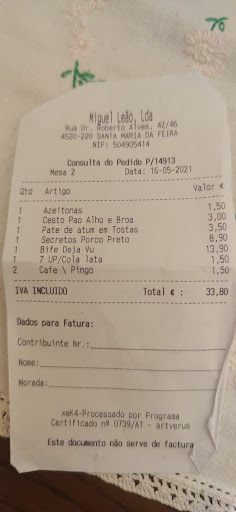 Miguel Leão, Lda
Rua Dr. Roberto Alves, 42/46
4520-220 SANTA MARIA DA FEIRA
NIF: 504905414
Consulta do Pedido P/14913
Mesa 2 Data: 16-05-2021
Qtd Artigo Valor €
1 Azeitonas 1,50
1 Cesto Pao Alho e Broa 3,00
1 Pate de atum em Tostas 3,50
1 Secretos Porco Preto 8,90
1 Bife Deja Vu 13,90
1 7 UP/Cola lata 1,50
2 Cafe \ Pingo 1,50
IVA INCLUIDO Total € : 33,80
Dados para Fatura:
Contribuinte Nr.:
Nome:
Morada:
xeK4-Processado por Programa
Certificado nº 0739/AT - artverus
Este documento não serve de factura